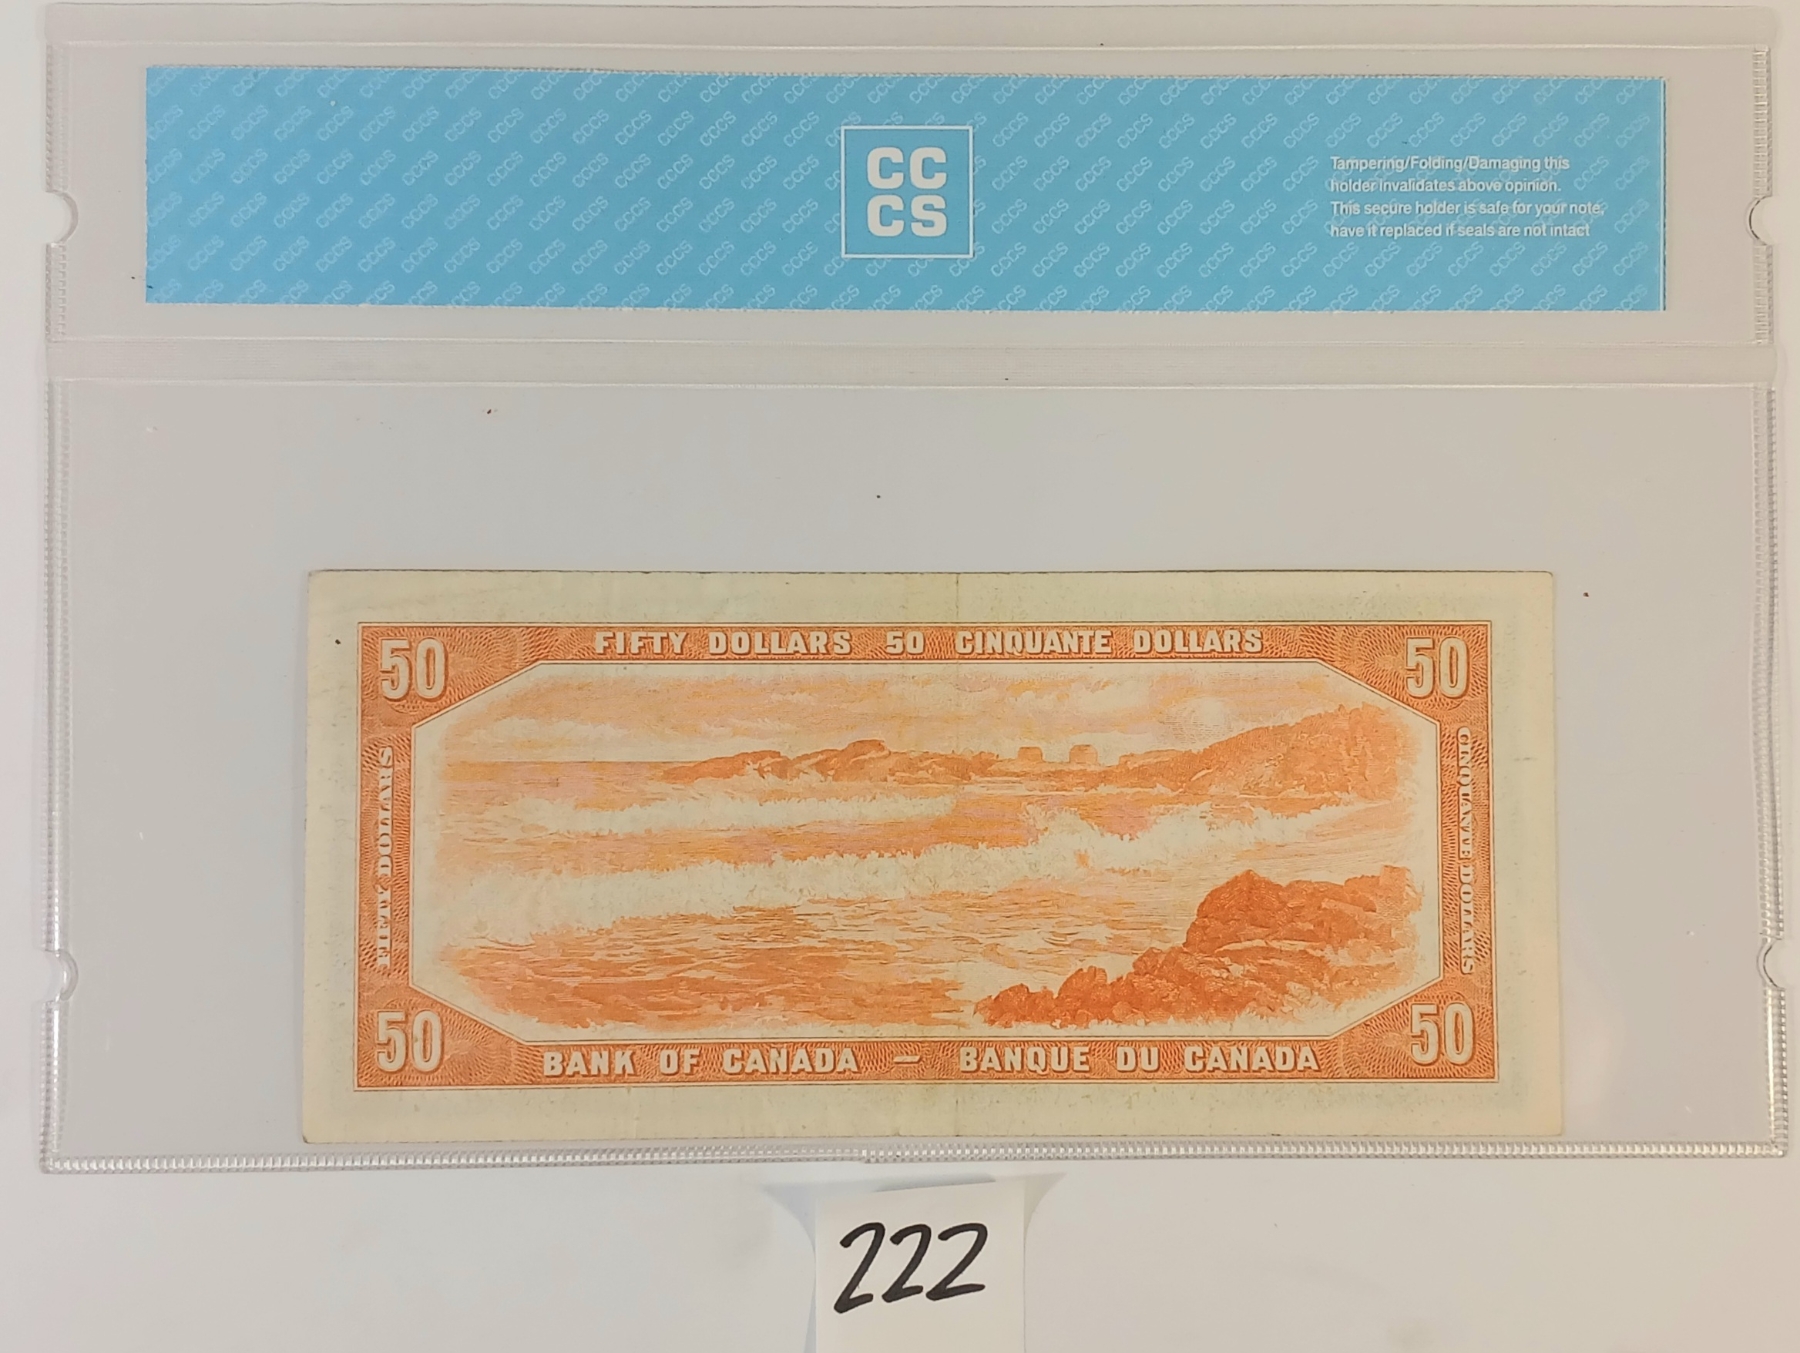 CC
CS
Tampering/Folding/Damaging this
holder invalidates above opinion.
This secure holder is safe for your note,
have it replaced if seals are not intact
50 FIFTY DOLLARS 50 CINQUANTE DOLLARS 50
FIFTY DOLLARS
CINQUANTE DOLLARS
50 BANK OF CANADA – BANQUE DU CANADA 50
222